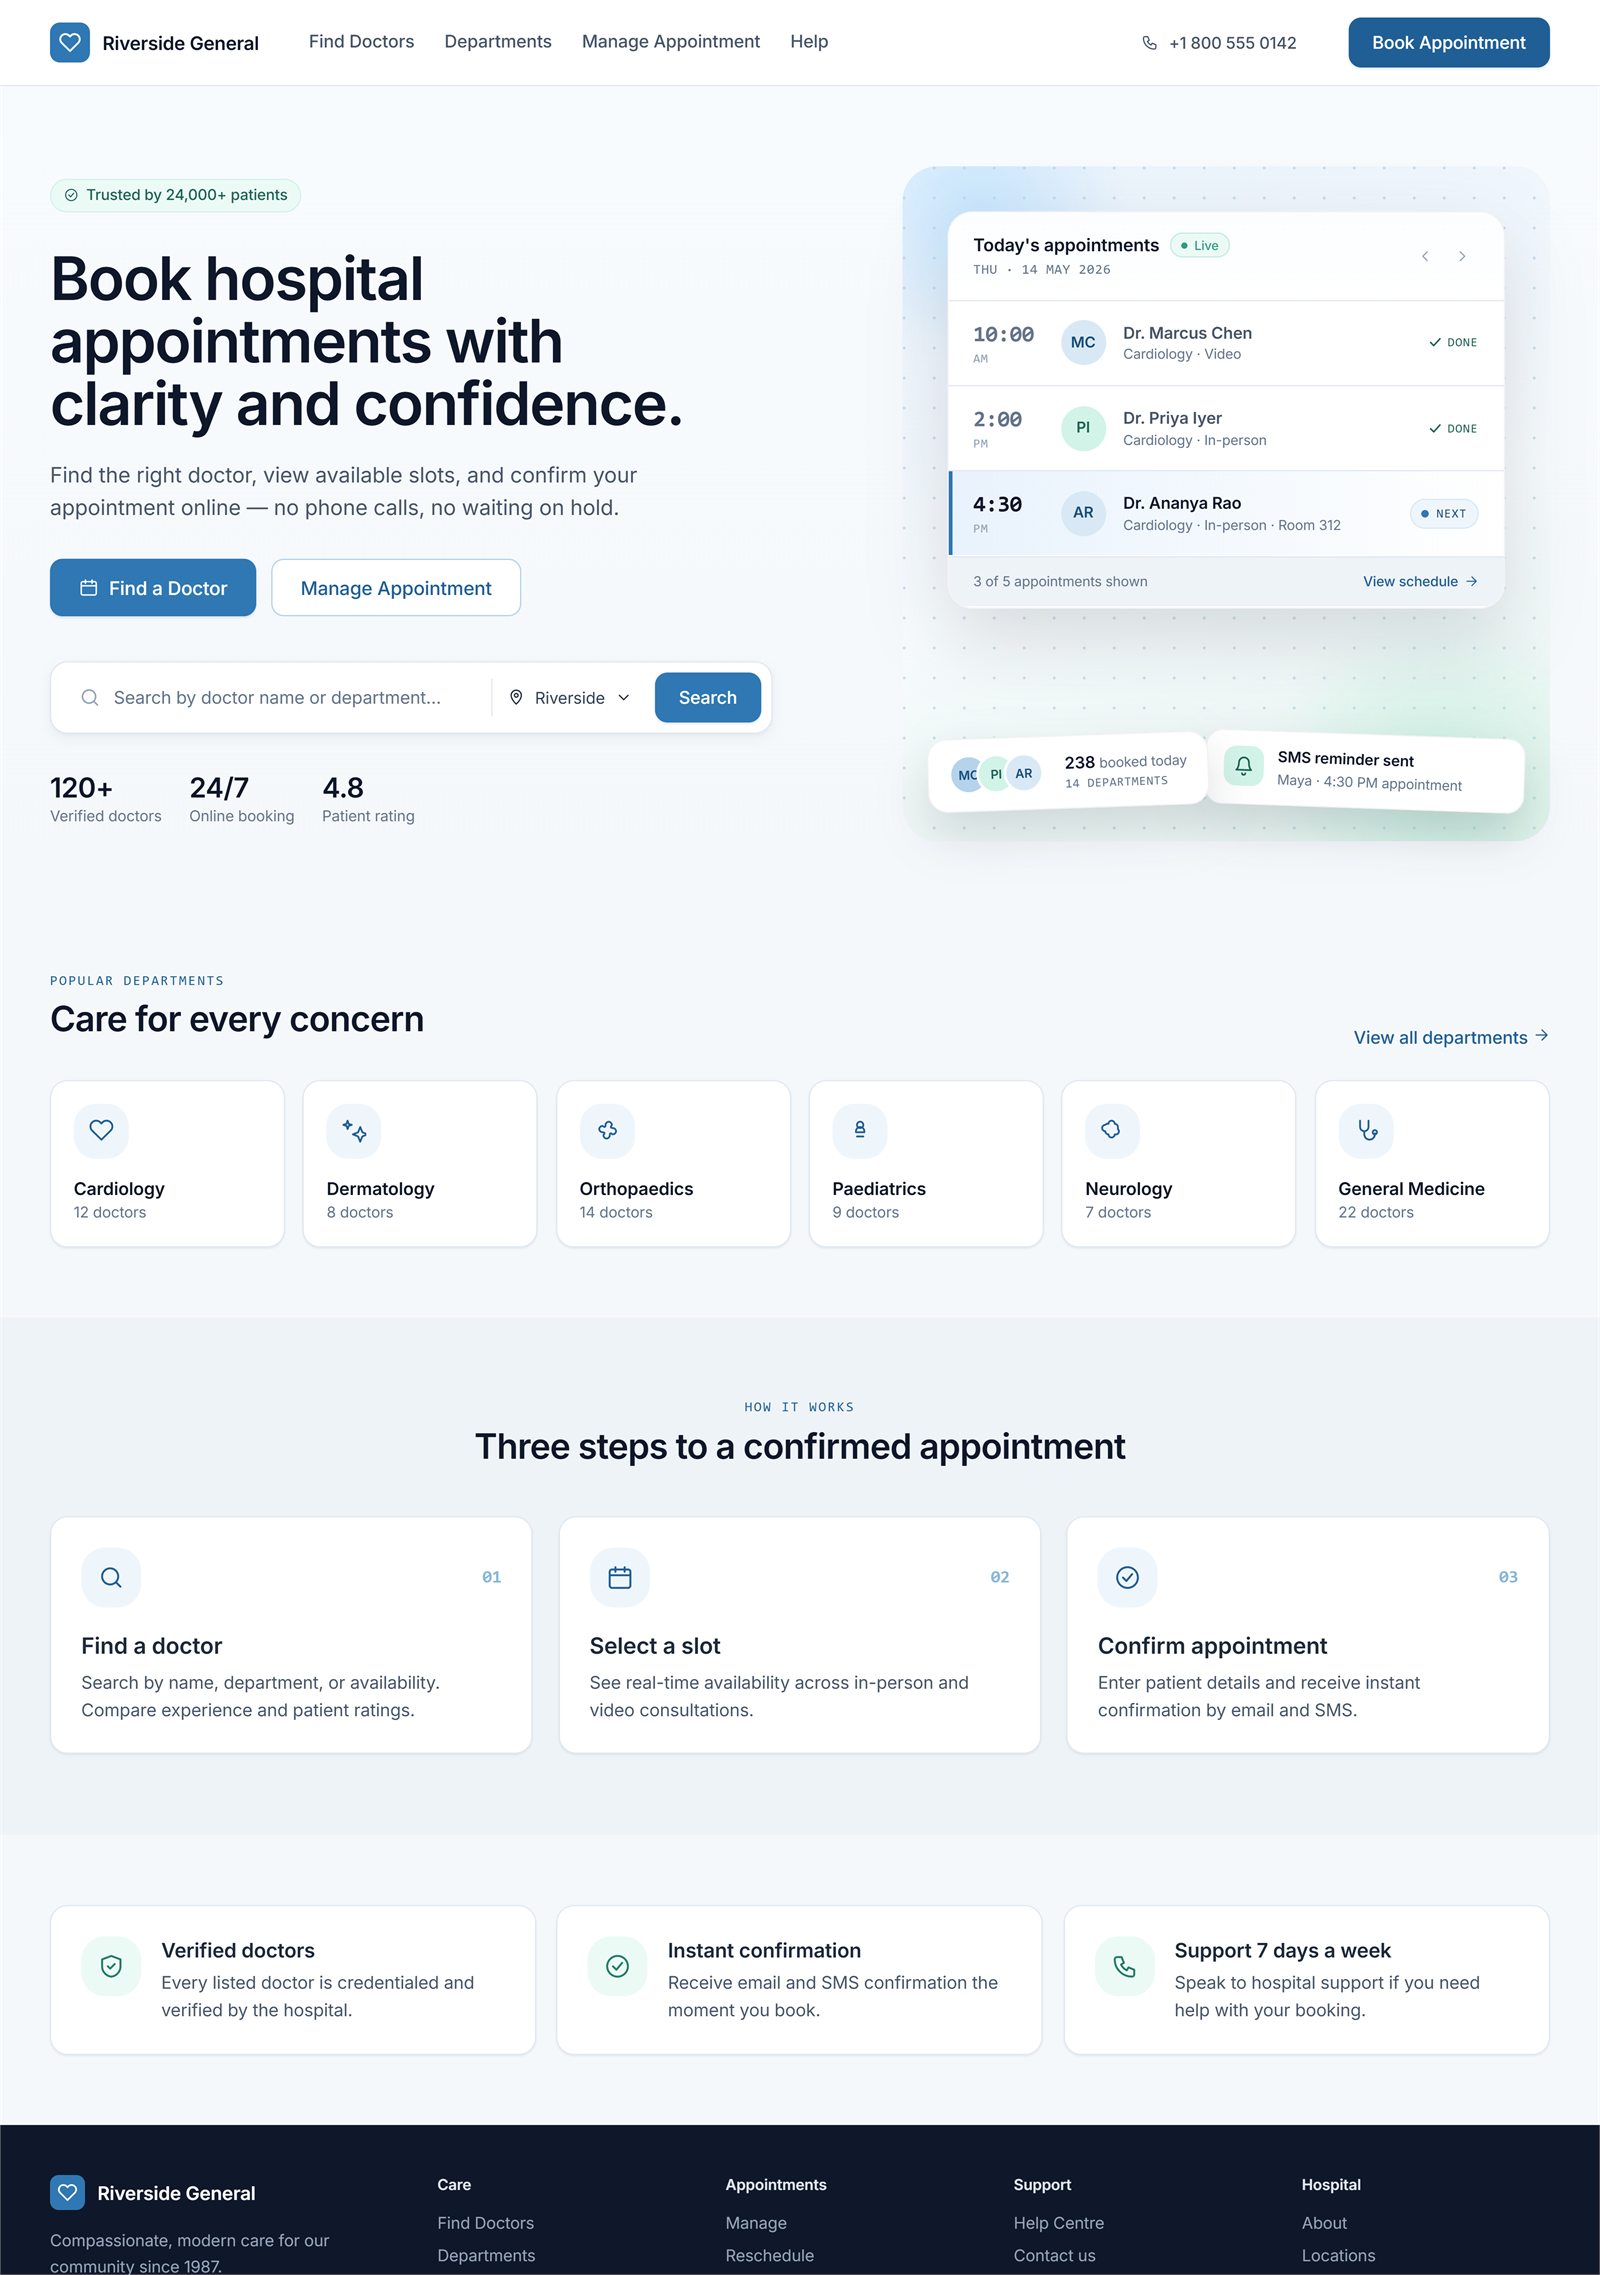 Riverside General
Find Doctors
Departments
Manage Appointment
Help
+1 800 555 0142
Book Appointment
Trusted by 24,000+ patients
Book hospital
appointments with
clarity and confidence.
Find the right doctor, view available slots, and confirm your
appointment online — no phone calls, no waiting on hold.
Find a Doctor
Manage Appointment
Search by doctor name or department...
Riverside
Search
120+
Verified doctors
24/7
Online booking
4.8
Patient rating
Today's appointments
Live
THU · 14 MAY 2026
10:00
AM
MC
Dr. Marcus Chen
Cardiology · Video
DONE
2:00
PM
PI
Dr. Priya Iyer
Cardiology · In-person
DONE
4:30
PM
AR
Dr. Ananya Rao
Cardiology · In-person · Room 312
NEXT
3 of 5 appointments shown
View schedule →
MC
PI
AR
238 booked today
14 DEPARTMENTS
SMS reminder sent
Maya · 4:30 PM appointment
POPULAR DEPARTMENTS
Care for every concern
View all departments →
Cardiology
12 doctors
Dermatology
8 doctors
Orthopaedics
14 doctors
Paediatrics
9 doctors
Neurology
7 doctors
General Medicine
22 doctors
HOW IT WORKS
Three steps to a confirmed appointment
01
Find a doctor
Search by name, department, or availability.
Compare experience and patient ratings.
02
Select a slot
See real-time availability across in-person and
video consultations.
03
Confirm appointment
Enter patient details and receive instant
confirmation by email and SMS.
Verified doctors
Every listed doctor is credentialed and
verified by the hospital.
Instant confirmation
Receive email and SMS confirmation the
moment you book.
Support 7 days a week
Speak to hospital support if you need
help with your booking.
Riverside General
Compassionate, modern care for our
community since 1987.
Care
Find Doctors
Departments
Appointments
Manage
Reschedule
Support
Help Centre
Contact us
Hospital
About
Locations